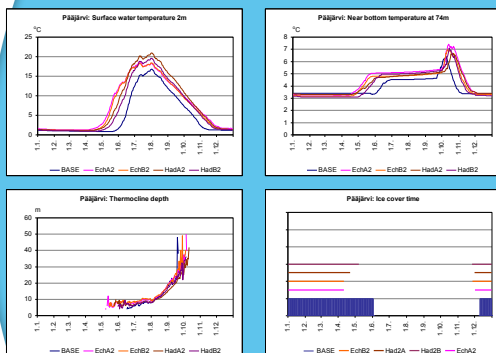 Pääjärvi: Surface water temperature 2m
°C
25
20
15
10
5
0
1.1. 1.2. 1.3. 1.4. 1.5. 1.6. 1.7. 1.8. 1.9. 1.10. 1.11. 1.12.
BASE EchA2 EchB2 HadA2 HadB2
Pääjärvi: Near bottom temperature at 74m
°C
8
7
6
5
4
3
2
1
0
1.1. 1.2. 1.3. 1.4. 1.5. 1.6. 1.7. 1.8. 1.9. 1.10. 1.11. 1.12.
BASE EchA2 EchB2 HadA2 HadB2
Pääjärvi: Thermocline depth
m
60
50
40
30
20
10
0
1.1. 1.2. 1.3. 1.4. 1.5. 1.6. 1.7. 1.8. 1.9. 1.10. 1.11. 1.12.
BASE EchA2 EchB2 HadA2 HadB2
Pääjärvi: Ice cover time
1.1. 1.2. 1.3. 1.4. 1.5. 1.6. 1.7. 1.8. 1.9. 1.10. 1.11. 1.12.
BASE EchB2 Had2A Had2B EchA2